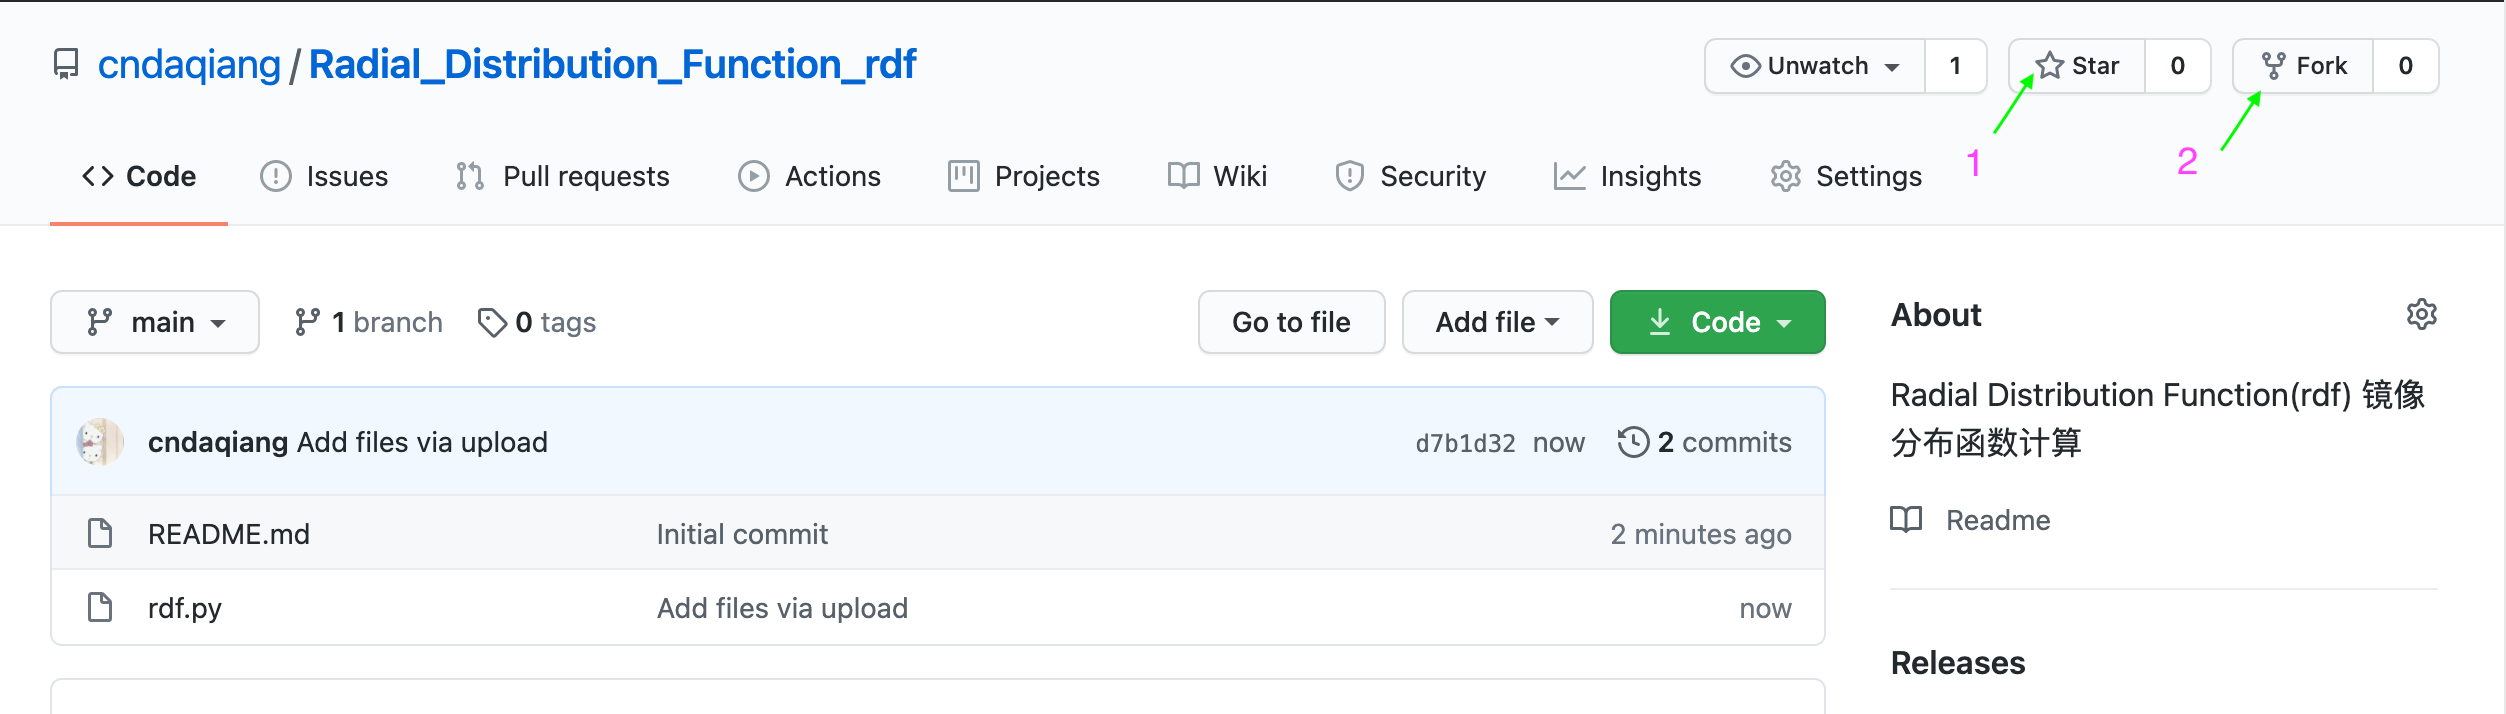 cndaqiang / Radial_Distribution_Function_rdf
Unwatch 1
Star 0
Fork 0
1
2
Code Issues Pull requests Actions Projects Wiki Security Insights Settings
main 1 branch 0 tags Go to file Add file Code
cndaqiang Add files via upload d7b1d32 now 2 commits
README.md Initial commit 2 minutes ago
rdf.py Add files via upload now
About
Radial Distribution Function(rdf) 镜像
分布函数计算
Readme
Releases